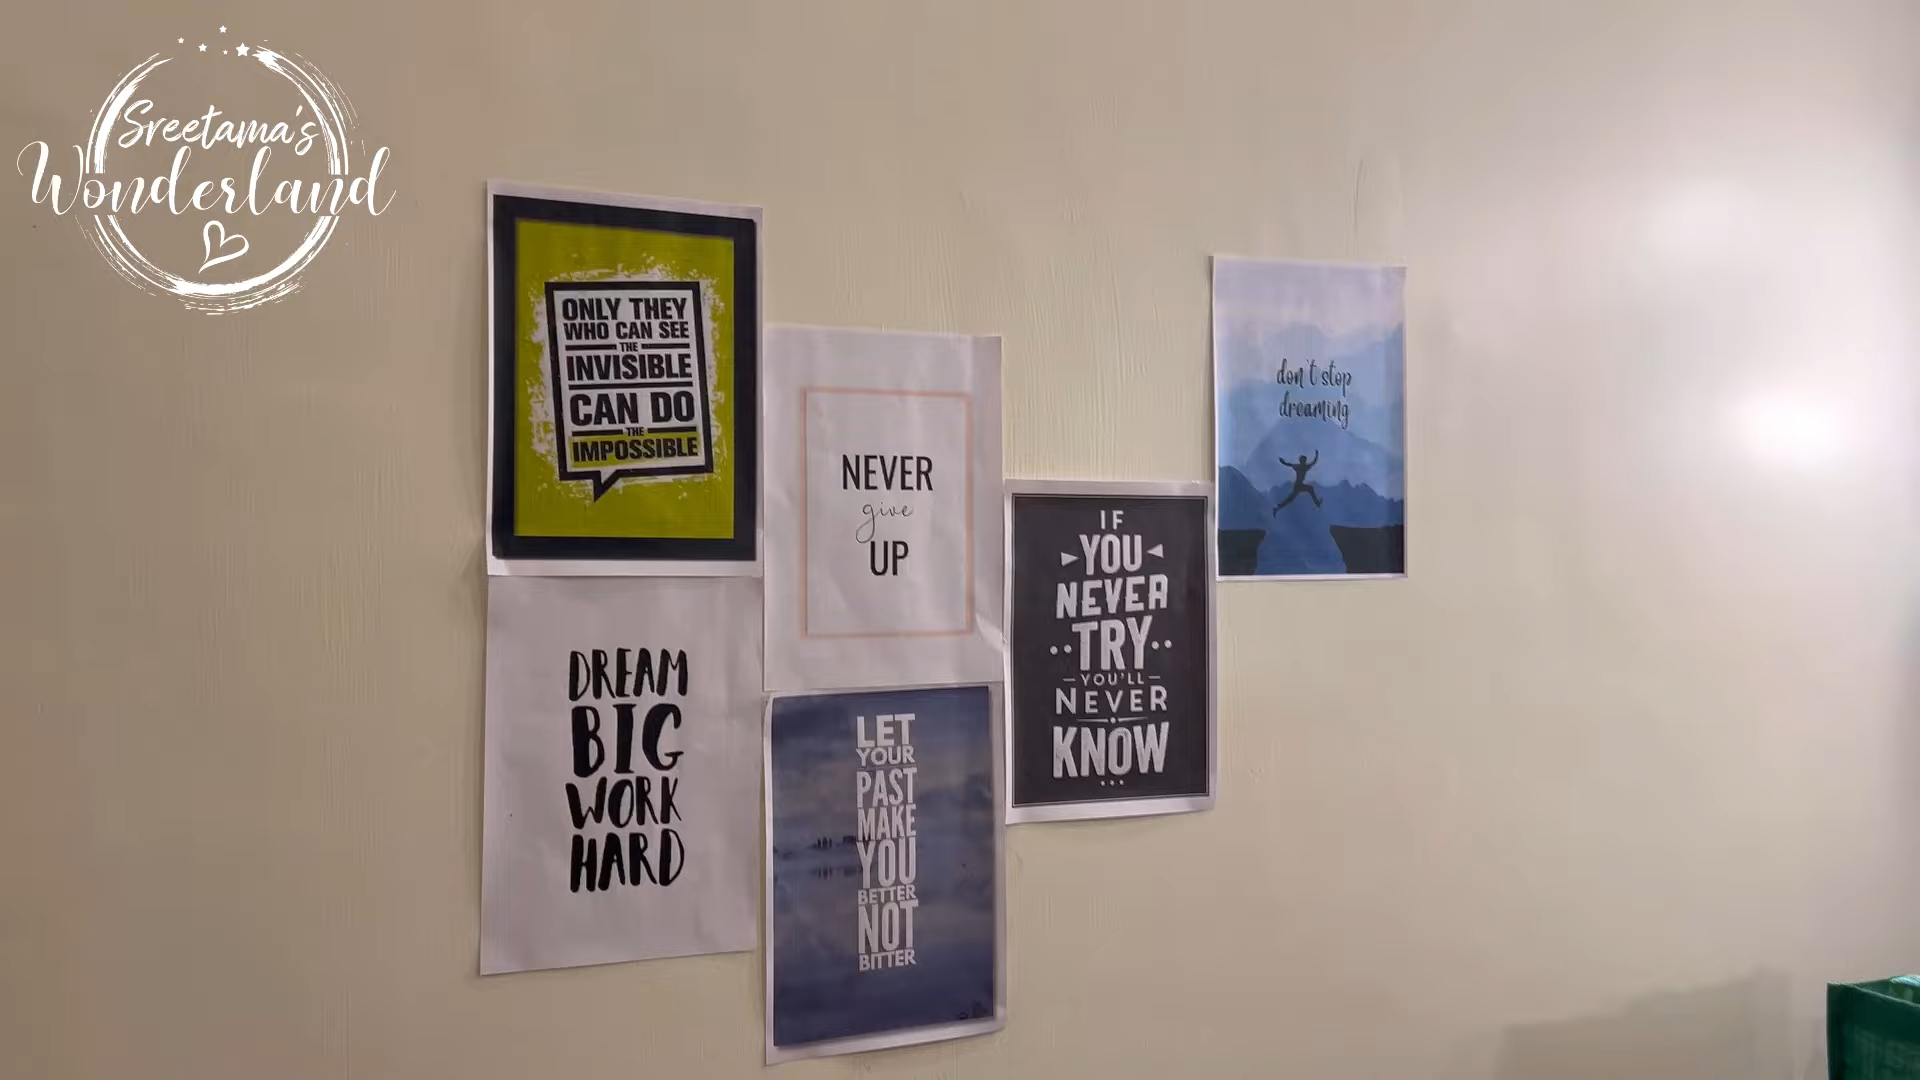 Sreetama's
Wonderland
ONLY THEY
WHO CAN SEE
THE
INVISIBLE
CAN DO
THE
IMPOSSIBLE
DREAM
BIG
WORK
HARD
NEVER
give
UP
LET
YOUR
PAST
MAKE
YOU
BETTER
NOT
BITTER
IF
YOU
NEVER
TRY
YOU'LL
NEVER
KNOW
don't stop
dreaming